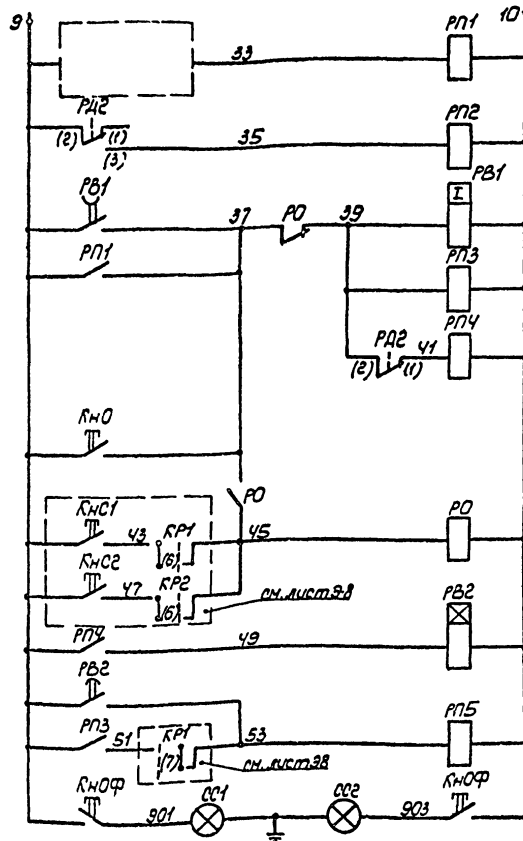 9
10
33
РП1
РД2
(2)
(1)
(3)
35
РП2
РВ1
37
РО
39
РВ1
I
РП1
РП3
РД2
(2)
(1)
41
РП4
КнО
РО
КнС1
43
КР1
(6)
45
РО
КнС2
47
КР2
(6)
см. лист Э-8
РП4
49
РВ2
РВ2
РП3
51
КР1
(7)
53
РП5
см. лист Э8
КнОФ
901
СС1
СС2
903
КнОФ